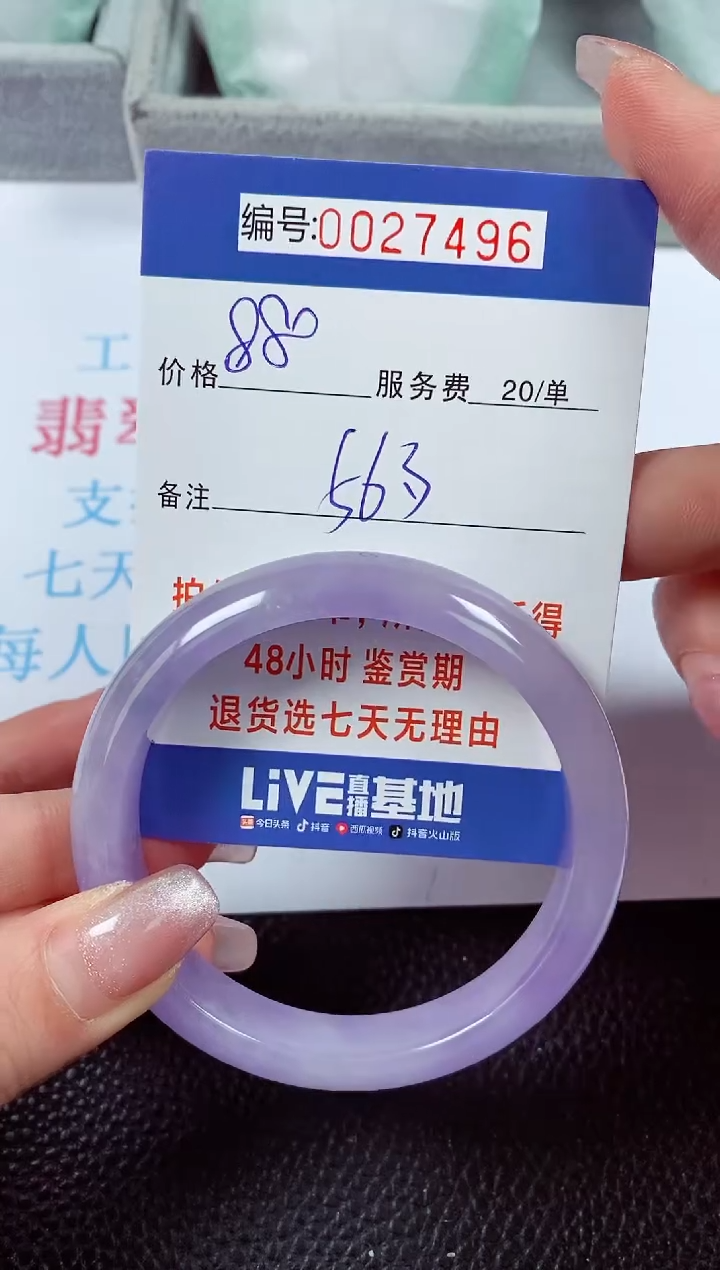 编号:0027496
价格 880 服务费 20/单
备注 563
48小时 鉴赏期
退货选七天无理由
LiVE直播基地
今日头条 抖音 西瓜视频 抖音火山版
工
翡
支
七天
每人